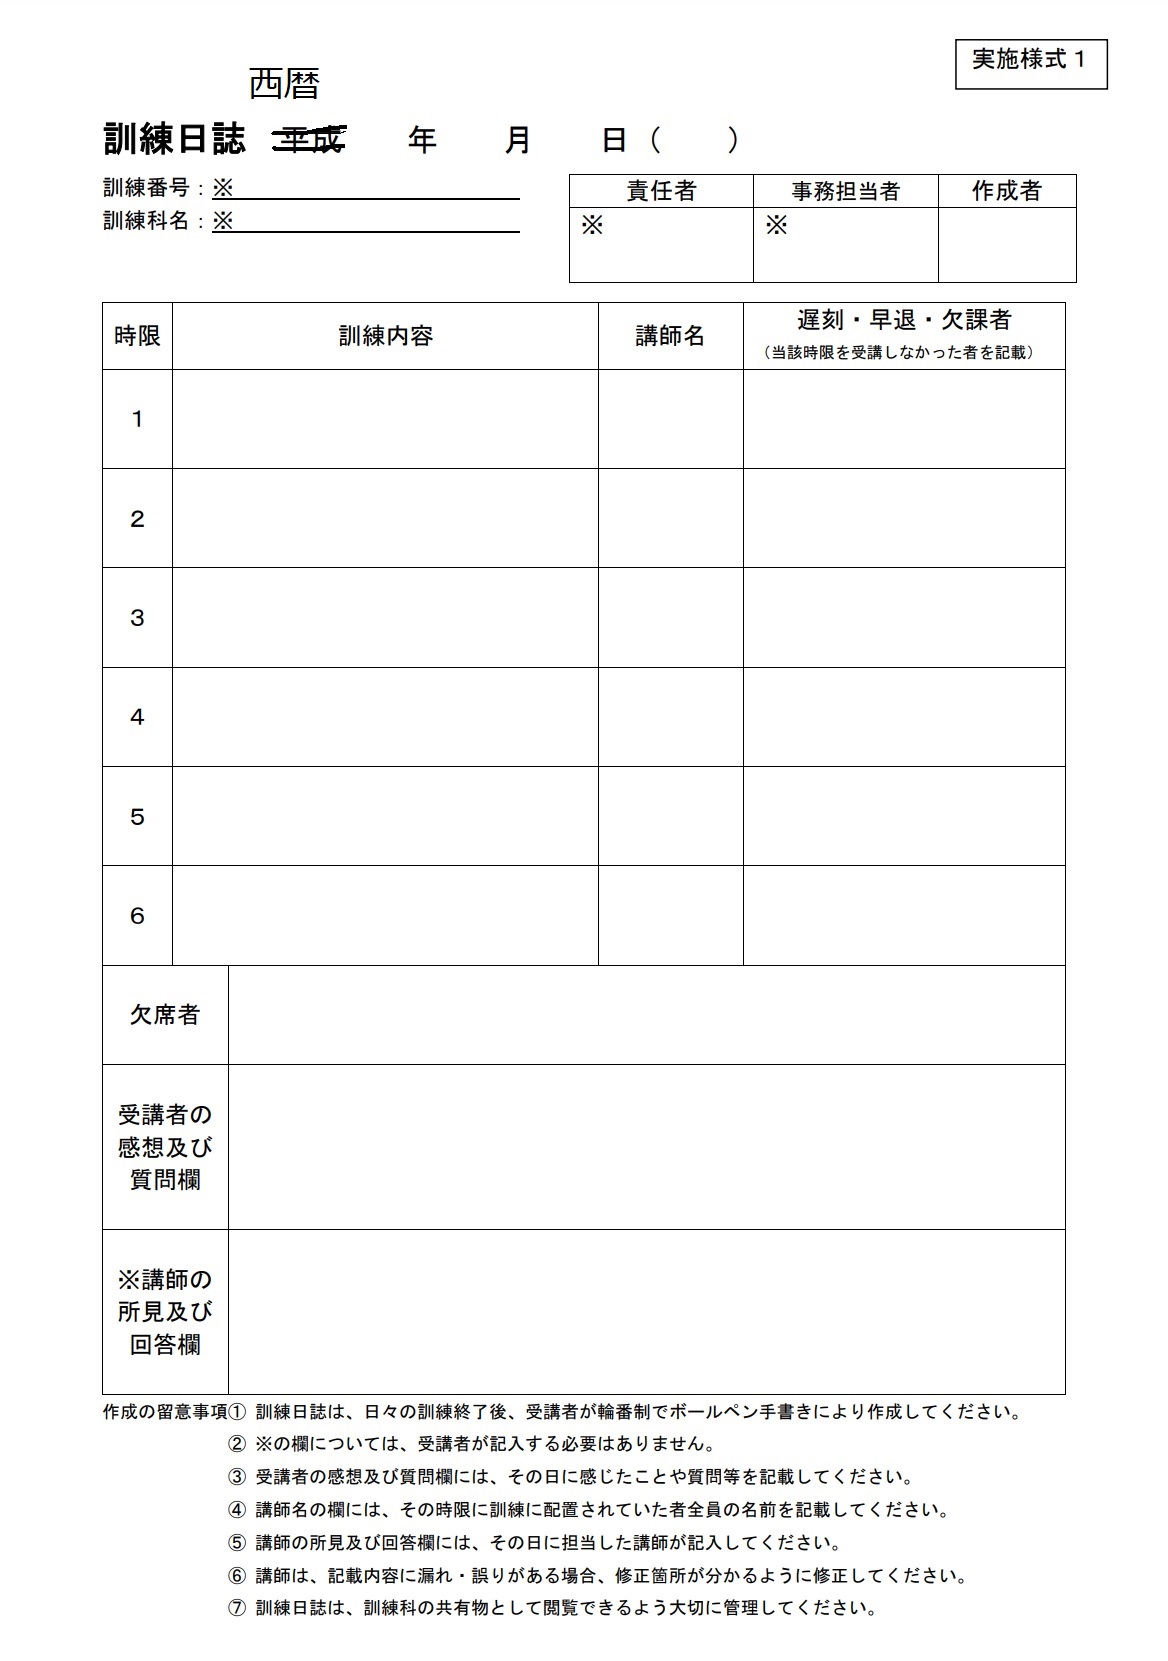 実施様式１
西暦
訓練日誌 平成 年 月 日（ ）
訓練番号：※
訓練科名：※
責任者 事務担当者 作成者
※ ※
時限 訓練内容 講師名 遅刻・早退・欠課者
（当該時限を受講しなかった者を記載）
１
２
３
４
５
６
欠席者
受講者の
感想及び
質問欄
※講師の
所見及び
回答欄
作成の留意事項① 訓練日誌は、日々の訓練終了後、受講者が輪番制でボールペン手書きにより作成してください。
② ※の欄については、受講者が記入する必要はありません。
③ 受講者の感想及び質問欄には、その日に感じたことや質問等を記載してください。
④ 講師名の欄には、その時限に訓練に配置されていた者全員の名前を記載してください。
⑤ 講師の所見及び回答欄には、その日に担当した講師が記入してください。
⑥ 講師は、記載内容に漏れ・誤りがある場合、修正箇所が分かるように修正してください。
⑦ 訓練日誌は、訓練科の共有物として閲覧できるよう大切に管理してください。